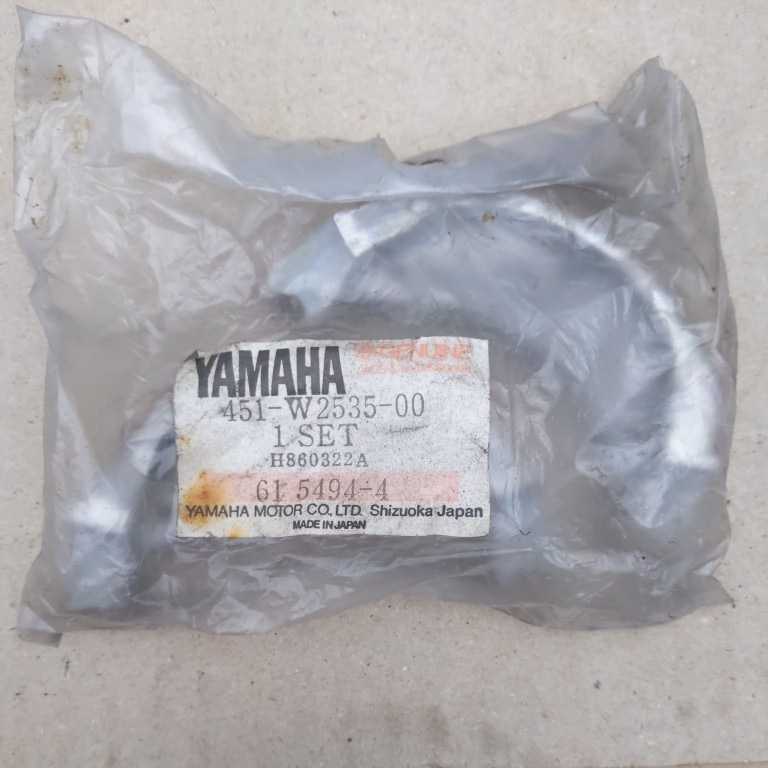 YAMAHA GENUINE
451-W2535-00
1 SET
H860322A
61 5494-4
YAMAHA MOTOR CO., LTD. Shizuoka Japan
MADE IN JAPAN